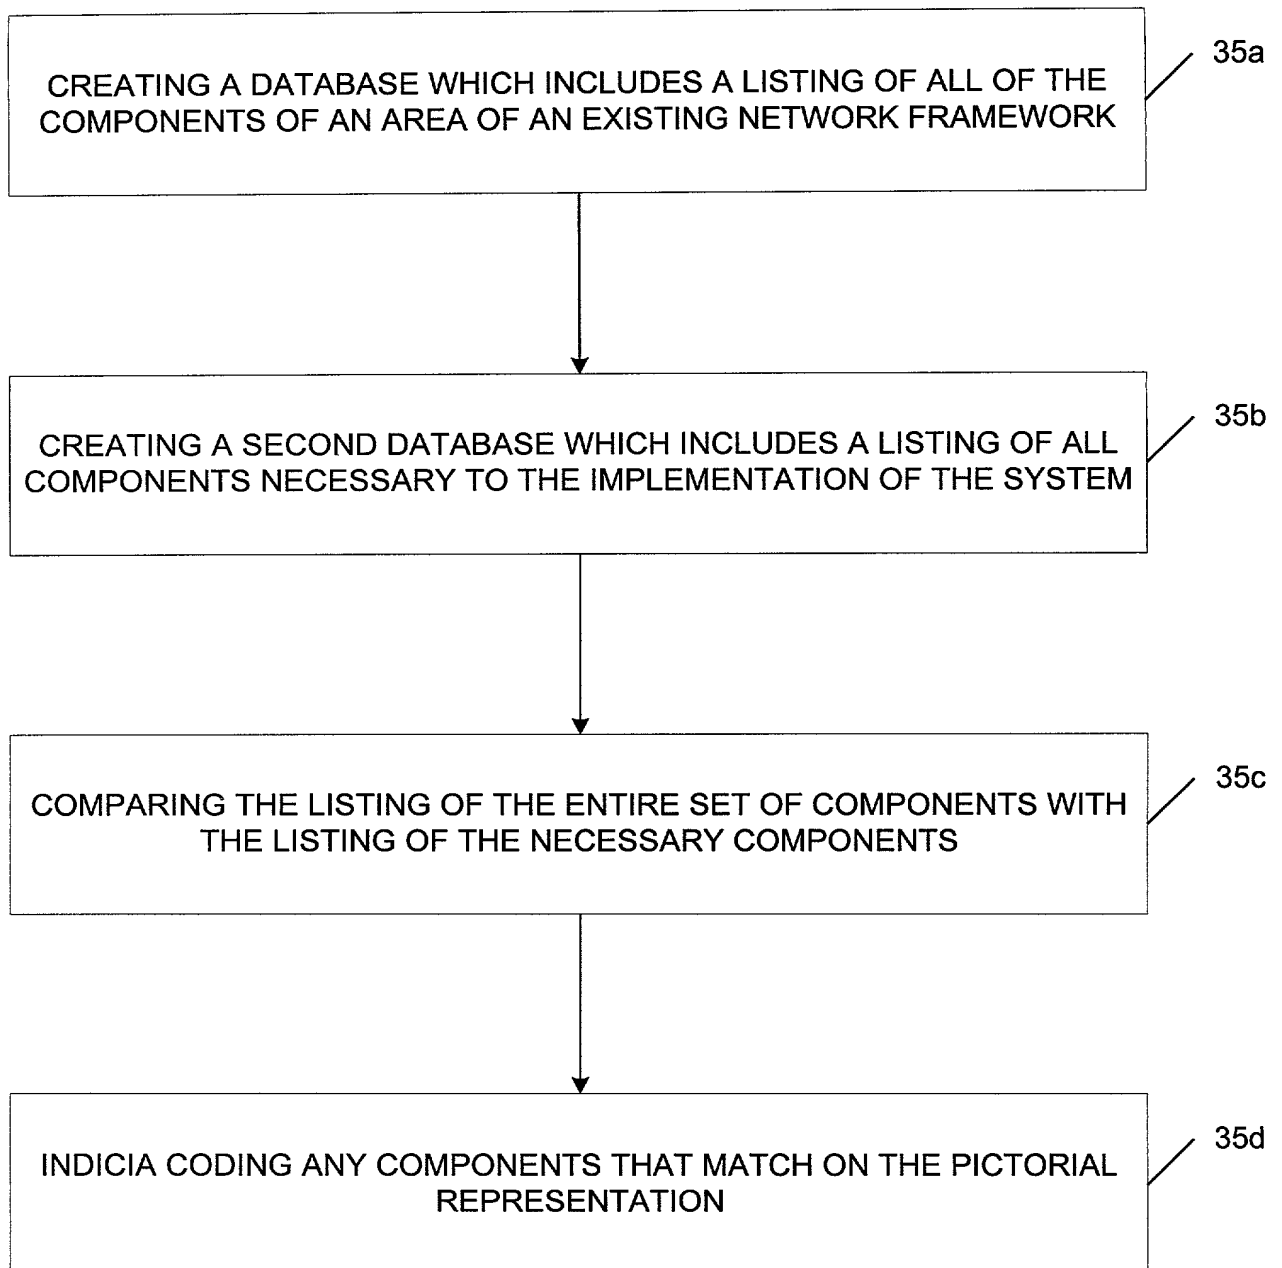 35a
CREATING A DATABASE WHICH INCLUDES A LISTING OF ALL OF THE
COMPONENTS OF AN AREA OF AN EXISTING NETWORK FRAMEWORK
35b
CREATING A SECOND DATABASE WHICH INCLUDES A LISTING OF ALL
COMPONENTS NECESSARY TO THE IMPLEMENTATION OF THE SYSTEM
35c
COMPARING THE LISTING OF THE ENTIRE SET OF COMPONENTS WITH
THE LISTING OF THE NECESSARY COMPONENTS
35d
INDICIA CODING ANY COMPONENTS THAT MATCH ON THE PICTORIAL
REPRESENTATION